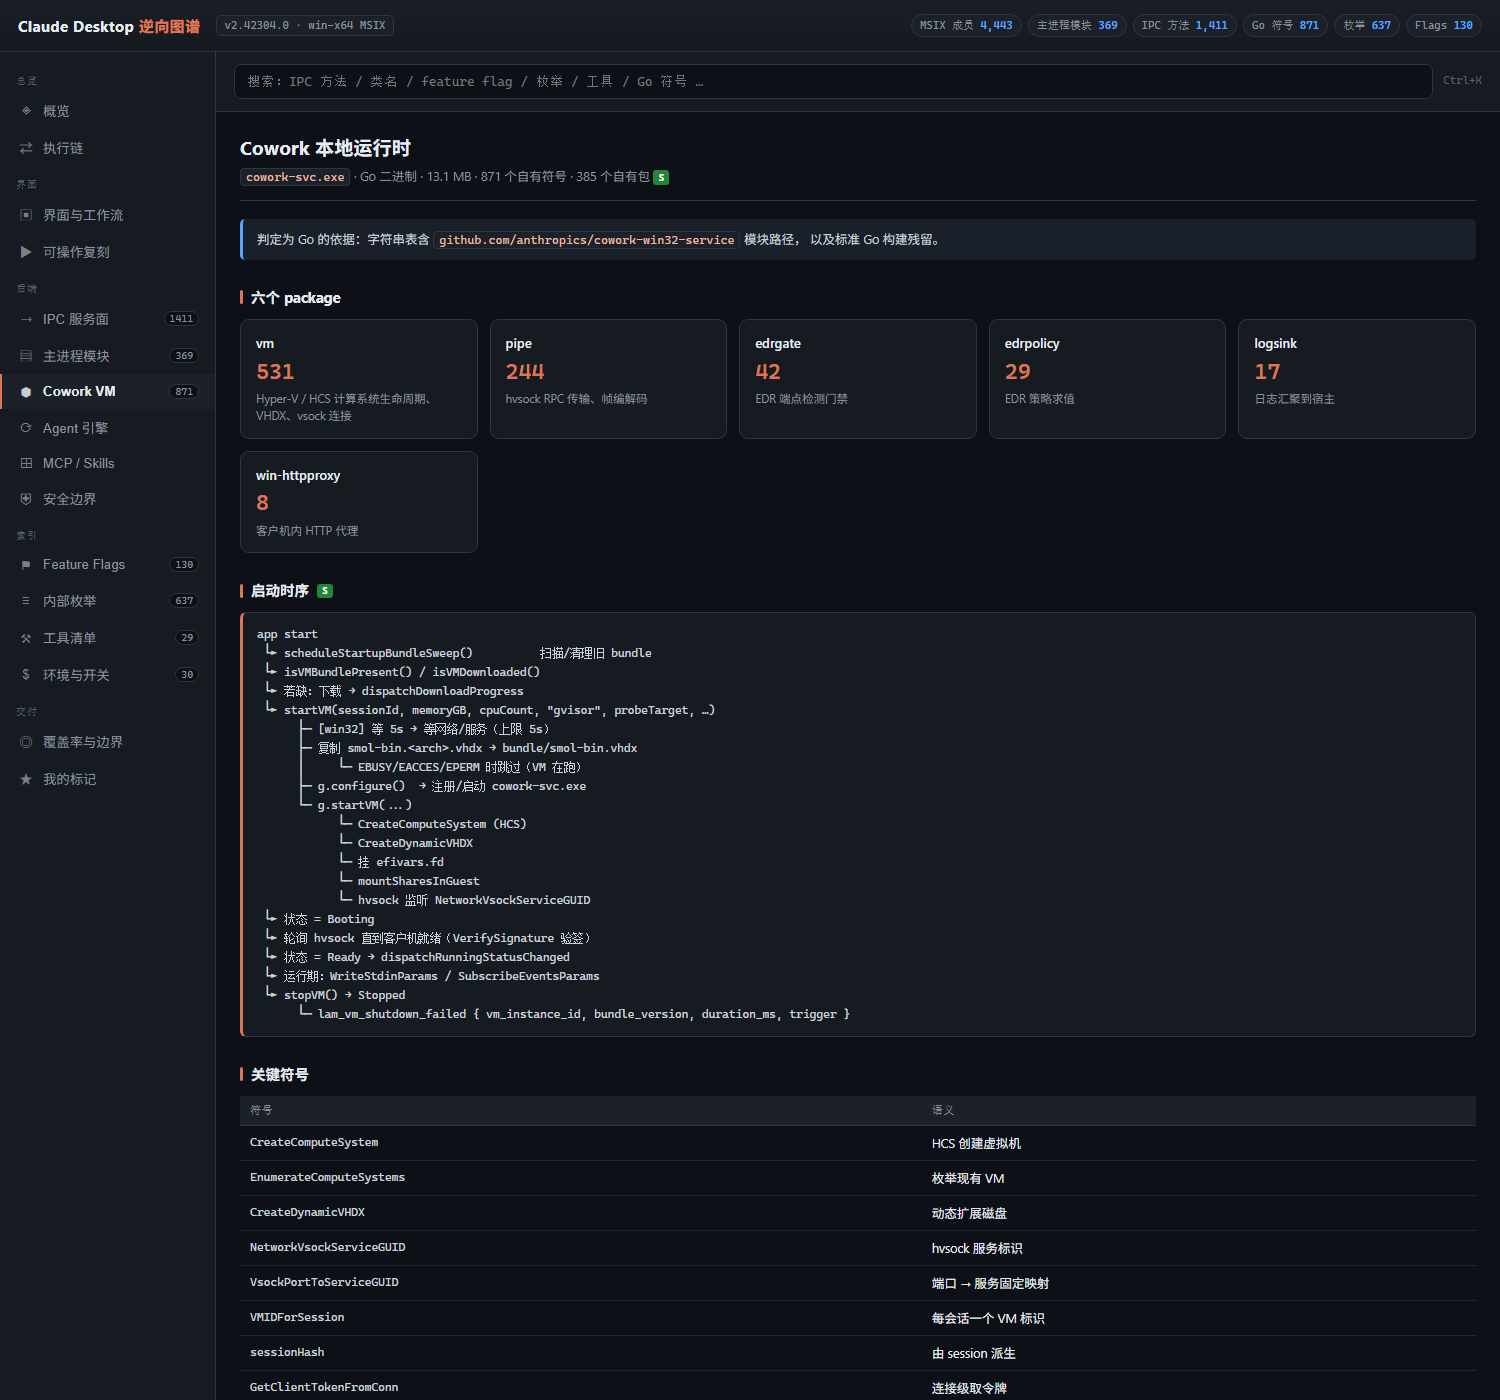 Claude Desktop 逆向图谱
v2.42304.0 · win-x64 MSIX
MSIX 成员 4,443
主进程模块 369
IPC 方法 1,411
Go 符号 871
枚举 637
Flags 130
搜索: IPC 方法 / 类名 / feature flag / 枚举 / 工具 / Go 符号 …
Ctrl+K
总览
◈ 概览
⇄ 执行链
界面
▣ 界面与工作流
▶ 可操作复刻
后端
⇢ IPC 服务面 1411
▤ 主进程模块 369
⬢ Cowork VM 871
⟳ Agent 引擎
⊞ MCP / Skills
⛨ 安全边界
索引
⚑ Feature Flags 130
Ξ 内部枚举 637
⚒ 工具清单 29
$ 环境与开关 30
交付
◎ 覆盖率与边界
★ 我的标记
Cowork 本地运行时
cowork-svc.exe · Go 二进制 · 13.1 MB · 871 个自有符号 · 385 个自有包 S
判定为 Go 的依据：字符串表含 github.com/anthropics/cowork-win32-service 模块路径， 以及标准 Go 构建残留。
六个 package
vm
531
Hyper-V / HCS 计算系统生命周期、
VHDX、vsock 连接
pipe
244
hvsock RPC 传输、帧编解码
edrgate
42
EDR 端点检测门禁
edrpolicy
29
EDR 策略求值
logsink
17
日志汇聚到宿主
win-httpproxy
8
客户机内 HTTP 代理
启动时序 S
app start
└► scheduleStartupBundleSweep() 扫描/清理旧 bundle
└► isVMBundlePresent() / isVMDownloaded()
└► 若缺: 下载 → dispatchDownloadProgress
└► startVM(sessionId, memoryGB, cpuCount, "gvisor", probeTarget, …)
├─ [win32] 等 5s → 等网络/服务（上限 5s）
├─ 复制 smol-bin.<arch>.vhdx → bundle/smol-bin.vhdx
│ └─ EBUSY/EACCES/EPERM 时跳过（VM 在跑）
├─ g.configure() → 注册/启动 cowork-svc.exe
└─ g.startVM(...)
└─ CreateComputeSystem (HCS)
└─ CreateDynamicVHDX
└─ 挂 efivars.fd
└─ mountSharesInGuest
└─ hvsock 监听 NetworkVsockServiceGUID
└► 状态 = Booting
└► 轮询 hvsock 直到客户机就绪（VerifySignature 验签）
└► 状态 = Ready → dispatchRunningStatusChanged
└► 运行期: WriteStdinParams / SubscribeEventsParams
└► stopVM() → Stopped
└─ lam_vm_shutdown_failed { vm_instance_id, bundle_version, duration_ms, trigger }
关键符号
符号 语义
CreateComputeSystem HCS 创建虚拟机
EnumerateComputeSystems 枚举现有 VM
CreateDynamicVHDX 动态扩展磁盘
NetworkVsockServiceGUID hvsock 服务标识
VsockPortToServiceGUID 端口 → 服务固定映射
VMIDForSession 每会话一个 VM 标识
sessionHash 由 session 派生
GetClientTokenFromConn 连接级取令牌